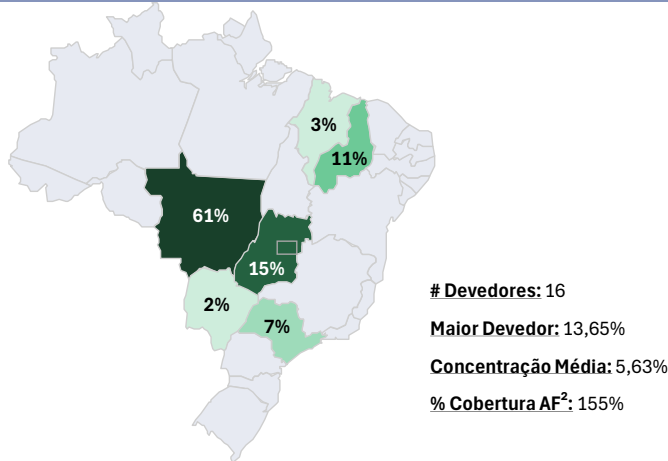 3%
11%
61%
15%
2%
7%
# Devedores: 16
Maior Devedor: 13,65%
Concentração Média: 5,63%
% Cobertura AF²: 155%